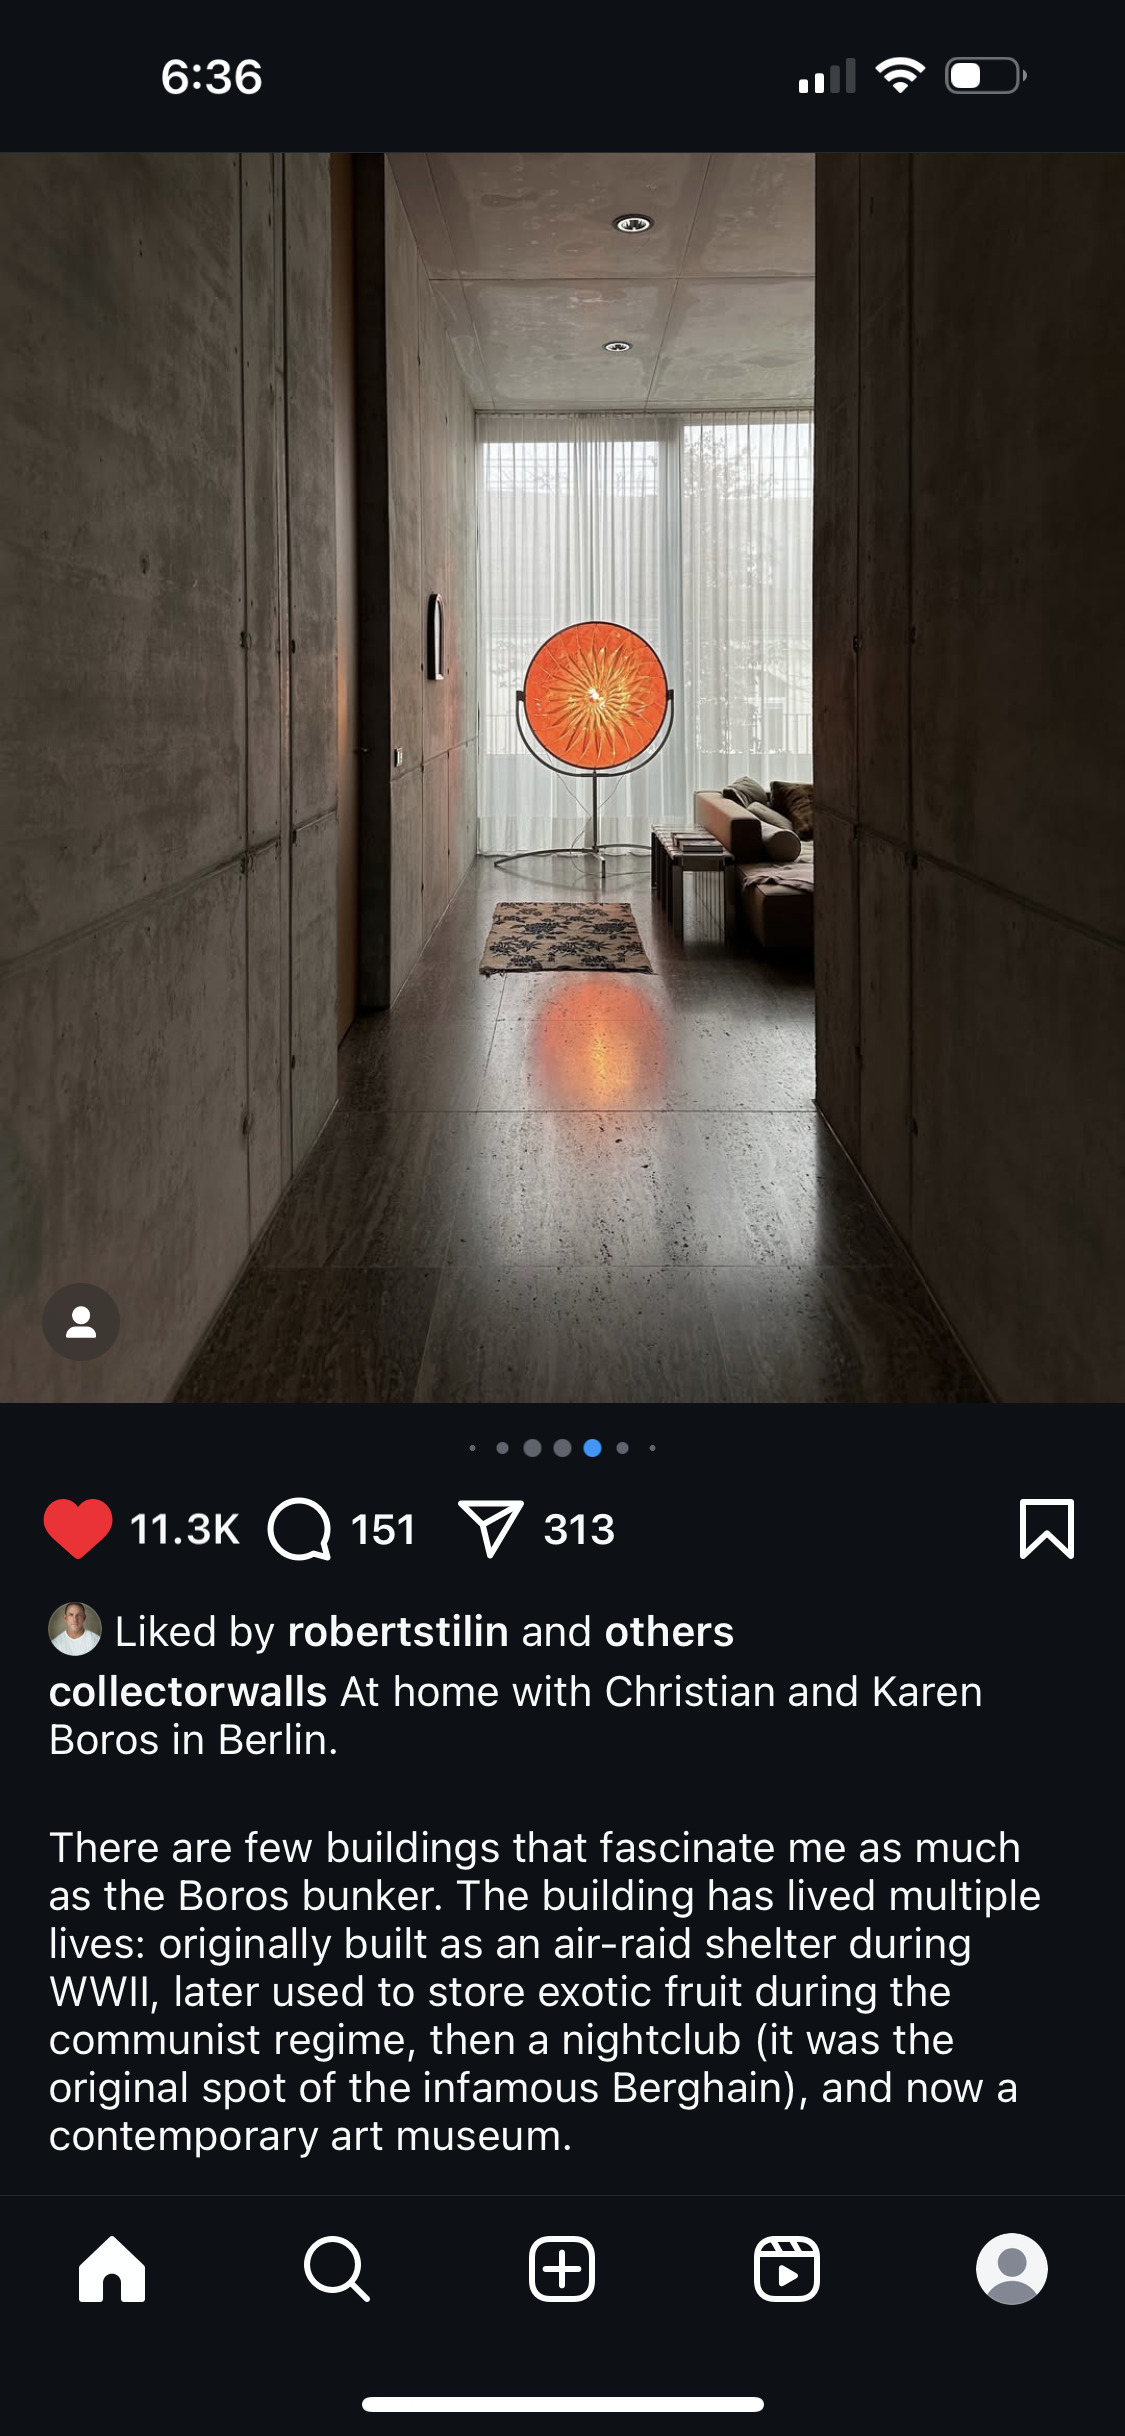 6:36
11.3K 151 313
Liked by robertstilin and others
collectorwalls At home with Christian and Karen
Boros in Berlin.
There are few buildings that fascinate me as much
as the Boros bunker. The building has lived multiple
lives: originally built as an air-raid shelter during
WWII, later used to store exotic fruit during the
communist regime, then a nightclub (it was the
original spot of the infamous Berghain), and now a
contemporary art museum.